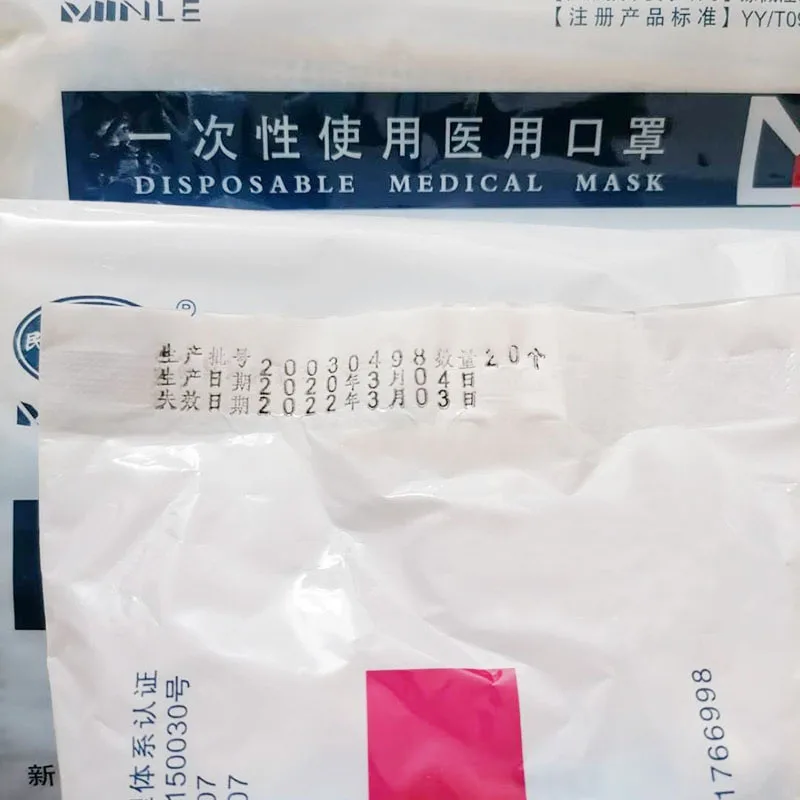 MINLE
【注册产品标准】YY/T09
一次性使用医用口罩
DISPOSABLE MEDICAL MASK
®
民
生产批号20030498数量20个
生产日期2020年3月04日
失效日期2022年3月03日
体系认证
150030号
07
07
新
1766998